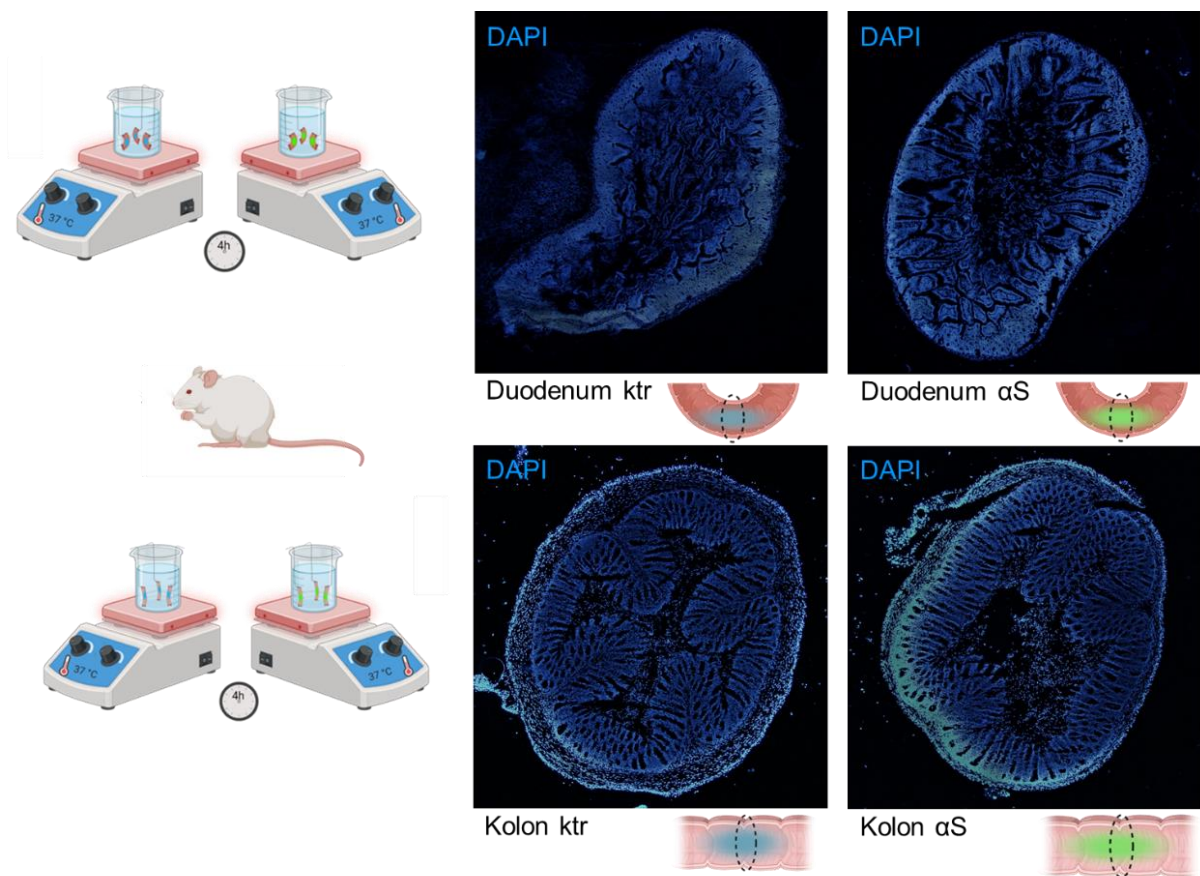 37 °C
37 °C
4h
DAPI
DAPI
Duodenum ktr
Duodenum αS
37 °C
37 °C
4h
DAPI
DAPI
Kolon ktr
Kolon αS